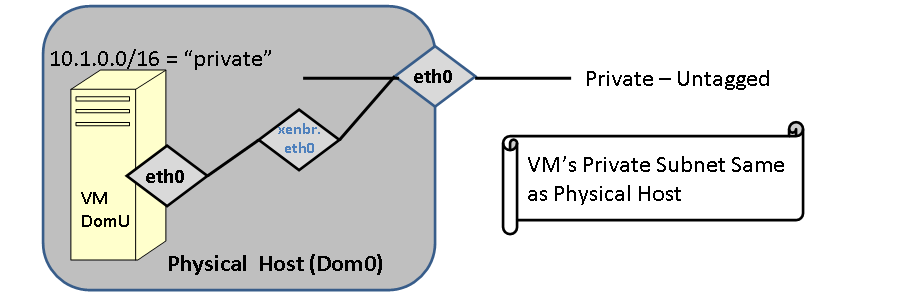 10.1.0.0/16 = “private”
eth0
Private – Untagged
xenbr.
eth0
eth0
VM’s Private Subnet Same
as Physical Host
VM
DomU
Physical Host (Dom0)